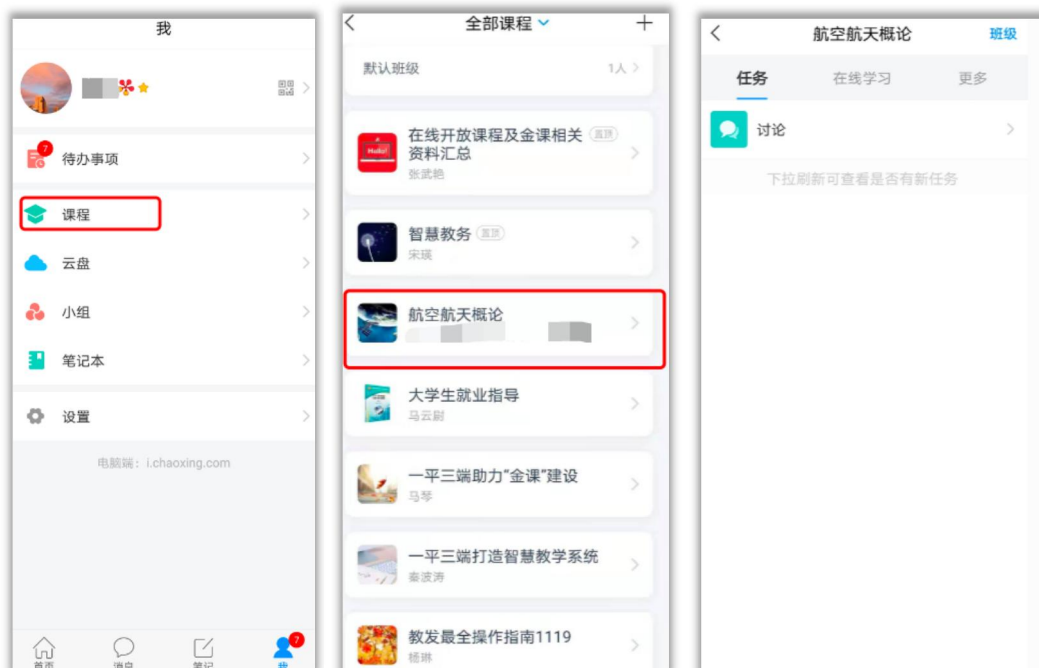 我
7
待办事项
课程
云盘
小组
笔记本
设置
电脑端：i.chaoxing.com
首页
消息
笔记
7
我
全部课程
默认班级
1人
在线开放课程及金课相关
置顶
资料汇总
Hello!
张武艳
智慧教务
置顶
宋瑛
航空航天概论
大学生就业指导
马云尉
一平三端助力“金课”建设
马琴
一平三端打造智慧教学系统
秦波涛
教发最全操作指南1119
杨琳
航空航天概论
班级
任务
在线学习
更多
讨论
下拉刷新可查看是否有新任务